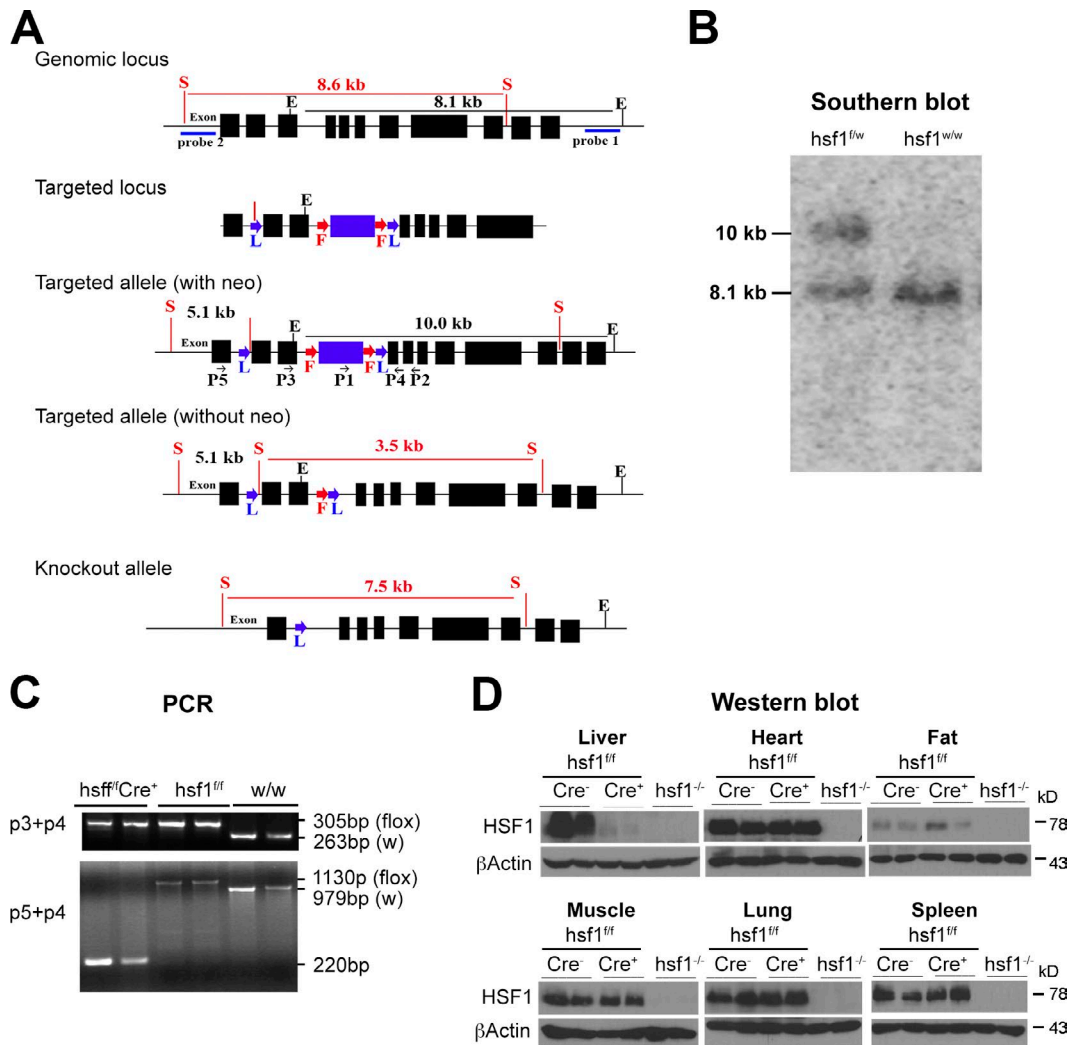 A
Genomic locus
S
8.6 kb
S
E
8.1 kb
E
Exon
probe 2
probe 1
Targeted locus
E
L
F
F
L
Targeted allele (with neo)
S
5.1 kb
E
10.0 kb
S
E
Exon
L
F
F
L
P5
P3
P1
P4
P2
Targeted allele (without neo)
S
5.1 kb
S
3.5 kb
S
E
E
Exon
L
F
L
Knockout allele
S
7.5 kb
S
E
Exon
L
B
Southern blot
hsf1f/w hsf1w/w
10 kb
8.1 kb
C
PCR
hsff/fCre+ hsf1f/f w/w
p3+p4
305bp (flox)
263bp (w)
p5+p4
1130p (flox)
979bp (w)
220bp
D
Western blot
Liver Heart Fat
hsf1f/f hsf1f/f hsf1f/f
Cre- Cre+ hsf1-/- Cre- Cre+ hsf1-/- Cre- Cre+ hsf1-/- kD
HSF1 78
βActin 43
Muscle Lung Spleen
hsf1f/f hsf1f/f hsf1f/f
Cre- Cre+ hsf1-/- Cre- Cre+ hsf1-/- Cre- Cre+ hsf1-/- kD
HSF1 78
βActin 43